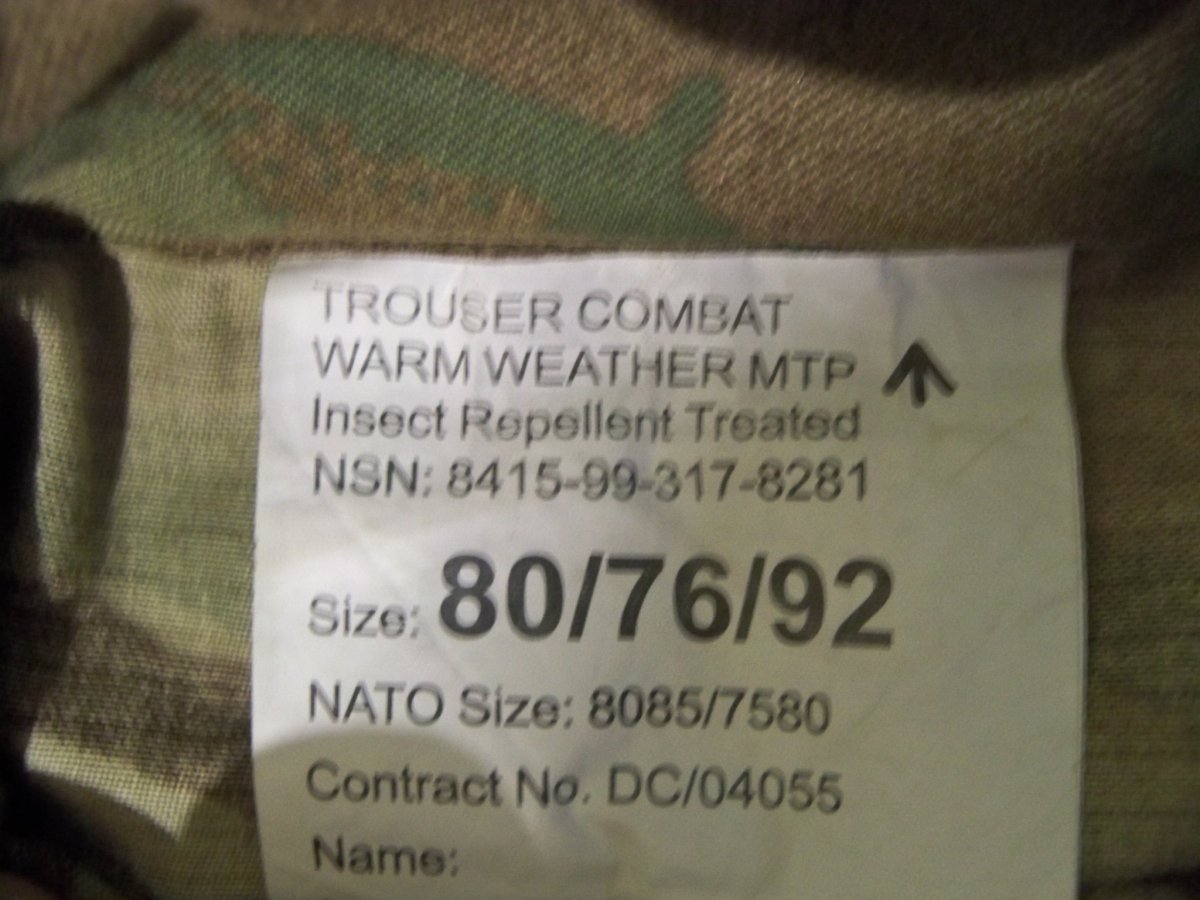 TROUSER COMBAT
WARM WEATHER MTP
Insect Repellent Treated
NSN: 8415-99-317-8281
Size: 80/76/92
NATO Size: 8085/7580
Contract No. DC/04055
Name: